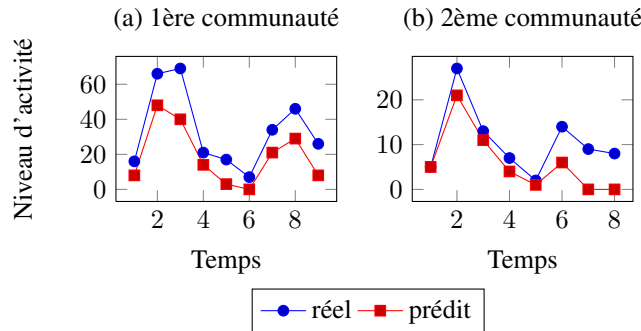 (a) 1ère communauté
(b) 2ème communauté
Niveau d'activité
60
40
20
0
2 4 6 8
Temps
20
10
0
2 4 6 8
Temps
réel prédit